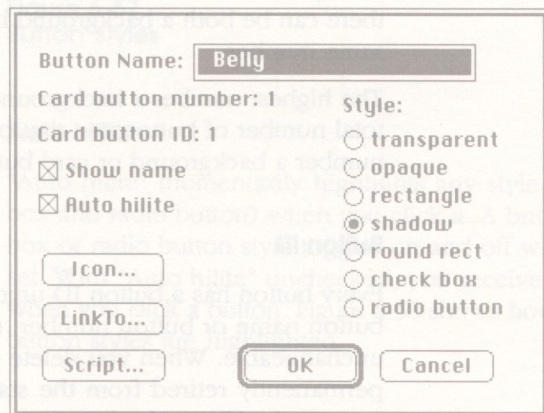 Button Name: Belly
Card button number: 1
Card button ID: 1
Show name
Auto hilite
Style:
transparent
opaque
rectangle
shadow
round rect
check box
radio button
Icon...
LinkTo...
Script...
OK
Cancel